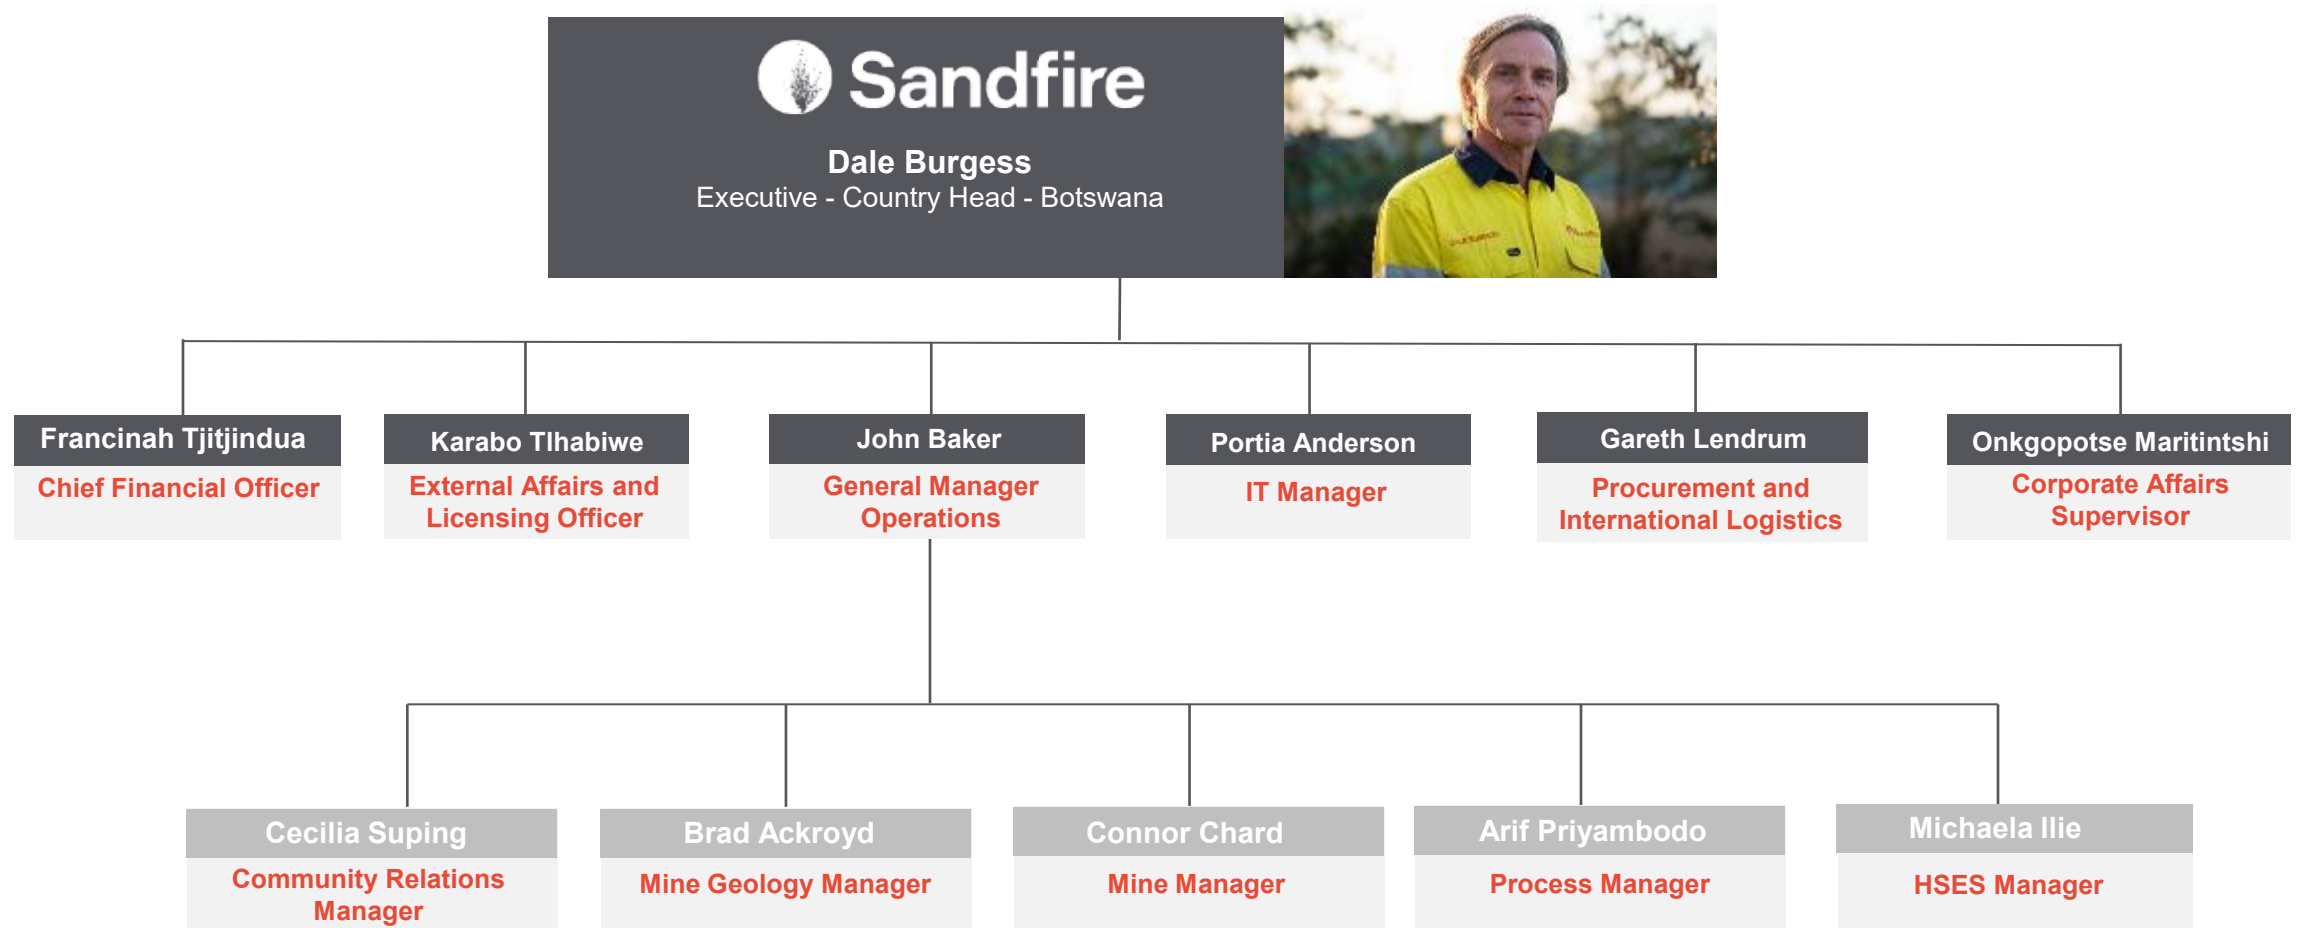 Sandfire
Dale Burgess
Executive - Country Head - Botswana
Francinah Tjitjindua
Chief Financial Officer
Karabo Tlhabiwe
External Affairs and
Licensing Officer
John Baker
General Manager
Operations
Portia Anderson
IT Manager
Gareth Lendrum
Procurement and
International Logistics
Onkgopotse Maritintshi
Corporate Affairs
Supervisor
Cecilia Suping
Community Relations
Manager
Brad Ackroyd
Mine Geology Manager
Connor Chard
Mine Manager
Arif Priyambodo
Process Manager
Michaela Ilie
HSES Manager